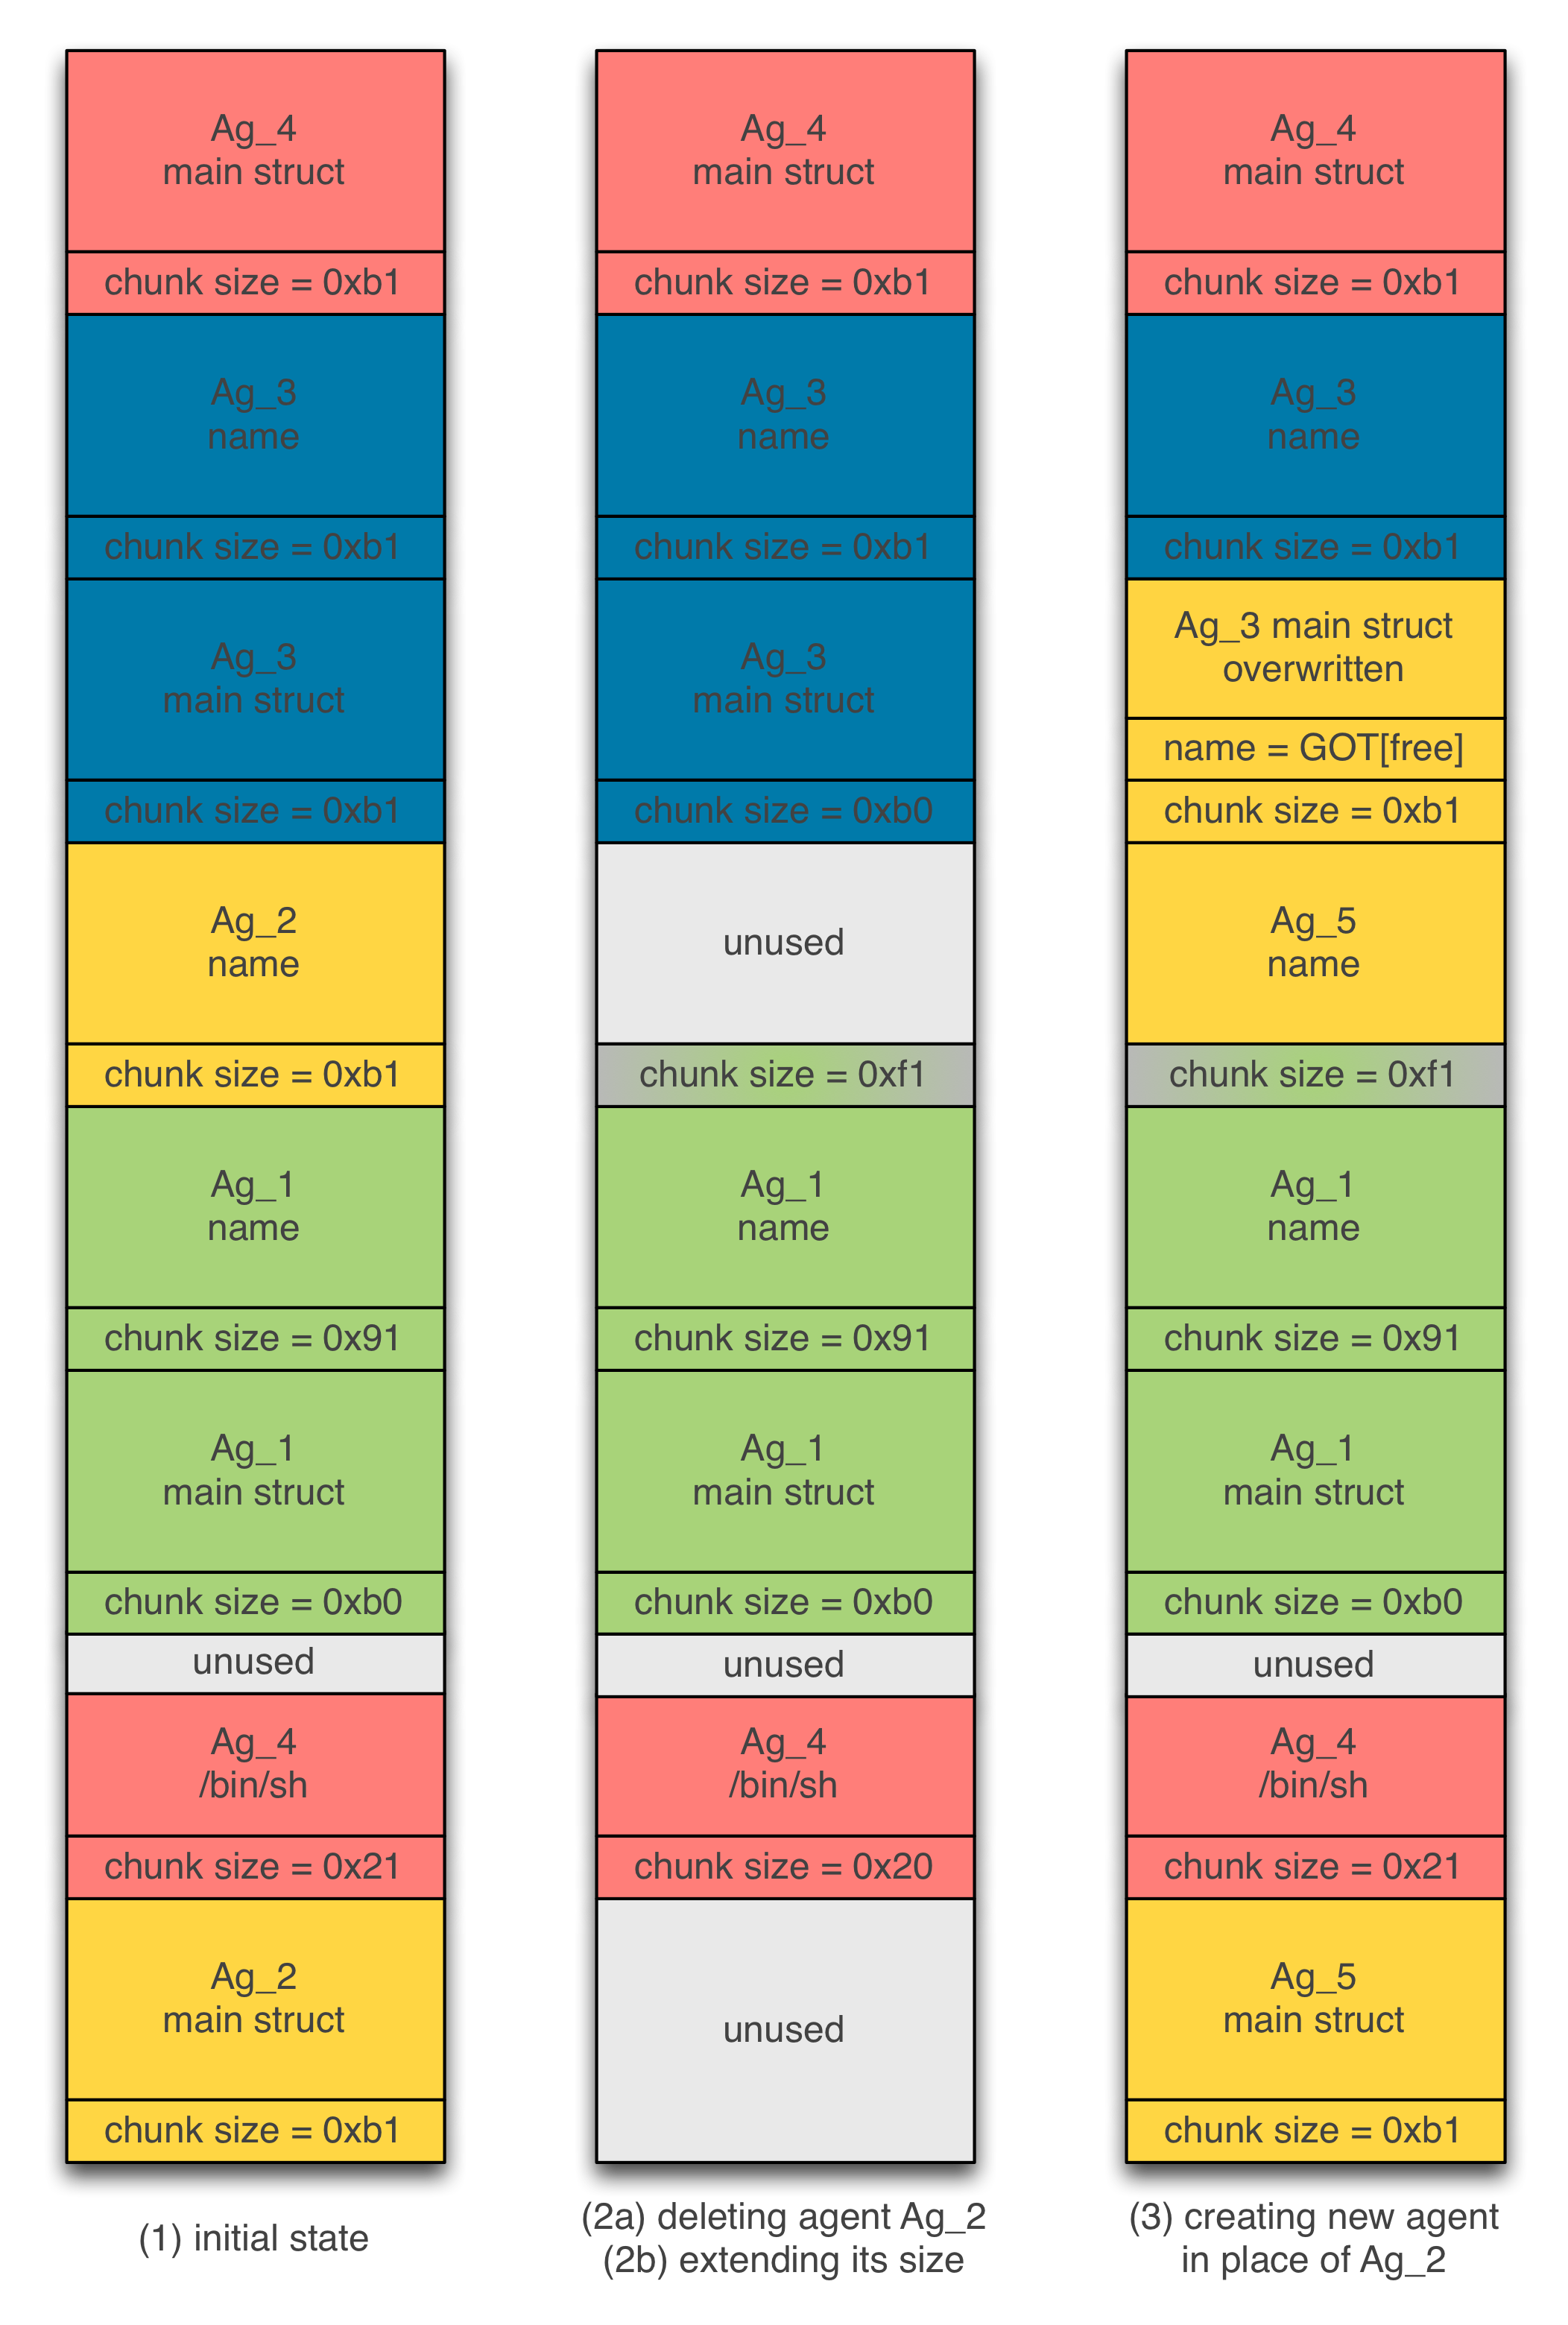 Ag_4
main struct
chunk size = 0xb1
Ag_3
name
chunk size = 0xb1
Ag_3
main struct
chunk size = 0xb1
Ag_2
name
chunk size = 0xb1
Ag_1
name
chunk size = 0x91
Ag_1
main struct
chunk size = 0xb0
unused
Ag_4
/bin/sh
chunk size = 0x21
Ag_2
main struct
chunk size = 0xb1
(1) initial state
Ag_4
main struct
chunk size = 0xb1
Ag_3
name
chunk size = 0xb1
Ag_3
main struct
chunk size = 0xb0
unused
chunk size = 0xf1
Ag_1
name
chunk size = 0x91
Ag_1
main struct
chunk size = 0xb0
unused
Ag_4
/bin/sh
chunk size = 0x20
unused
(2a) deleting agent Ag_2
(2b) extending its size
Ag_4
main struct
chunk size = 0xb1
Ag_3
name
chunk size = 0xb1
Ag_3 main struct
overwritten
name = GOT[free]
chunk size = 0xb1
Ag_5
name
chunk size = 0xf1
Ag_1
name
chunk size = 0x91
Ag_1
main struct
chunk size = 0xb0
unused
Ag_4
/bin/sh
chunk size = 0x21
Ag_5
main struct
chunk size = 0xb1
(3) creating new agent
in place of Ag_2